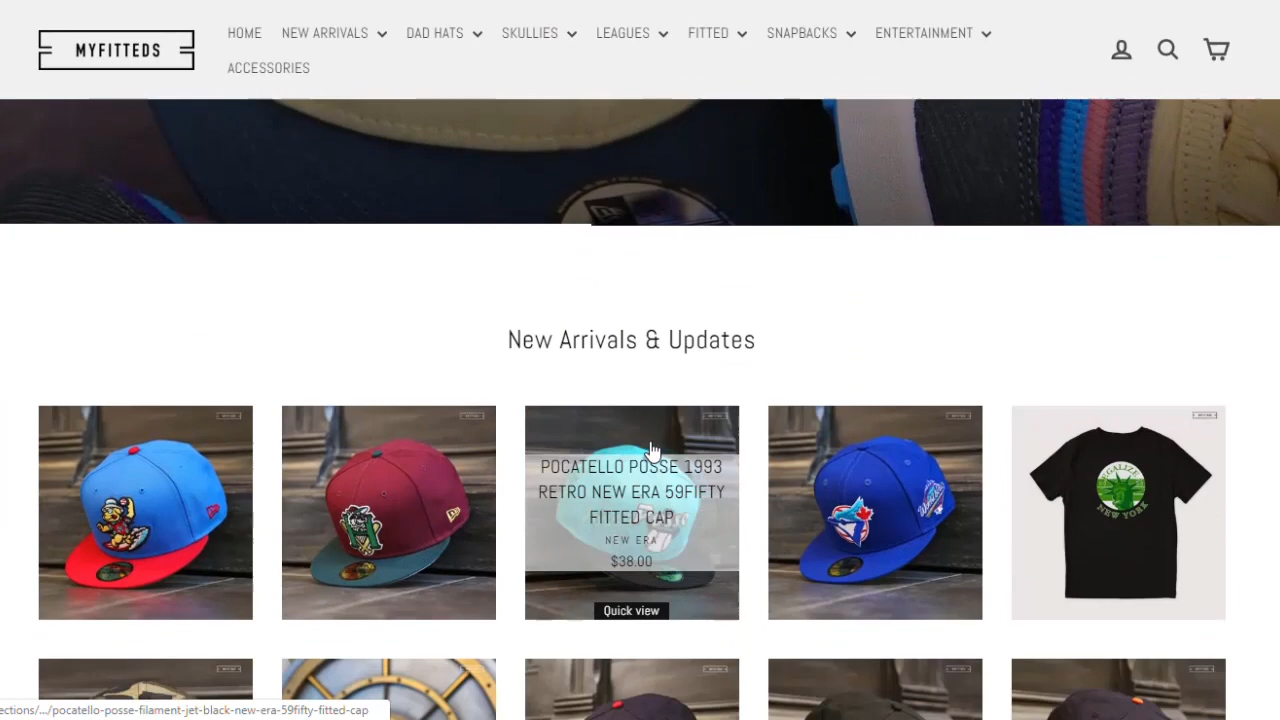 MYFITTEDS
HOME NEW ARRIVALS DAD HATS SKULLIES LEAGUES FITTED SNAPBACKS ENTERTAINMENT
ACCESSORIES
New Arrivals & Updates
POCATELLO POSSE 1993
RETRO NEW ERA 59FIFTY
FITTED CAP
NEW ERA
$38.00
Quick view
NEW YORK
ections/.../pocatello-posse-filament-jet-black-new-era-59fifty-fitted-cap